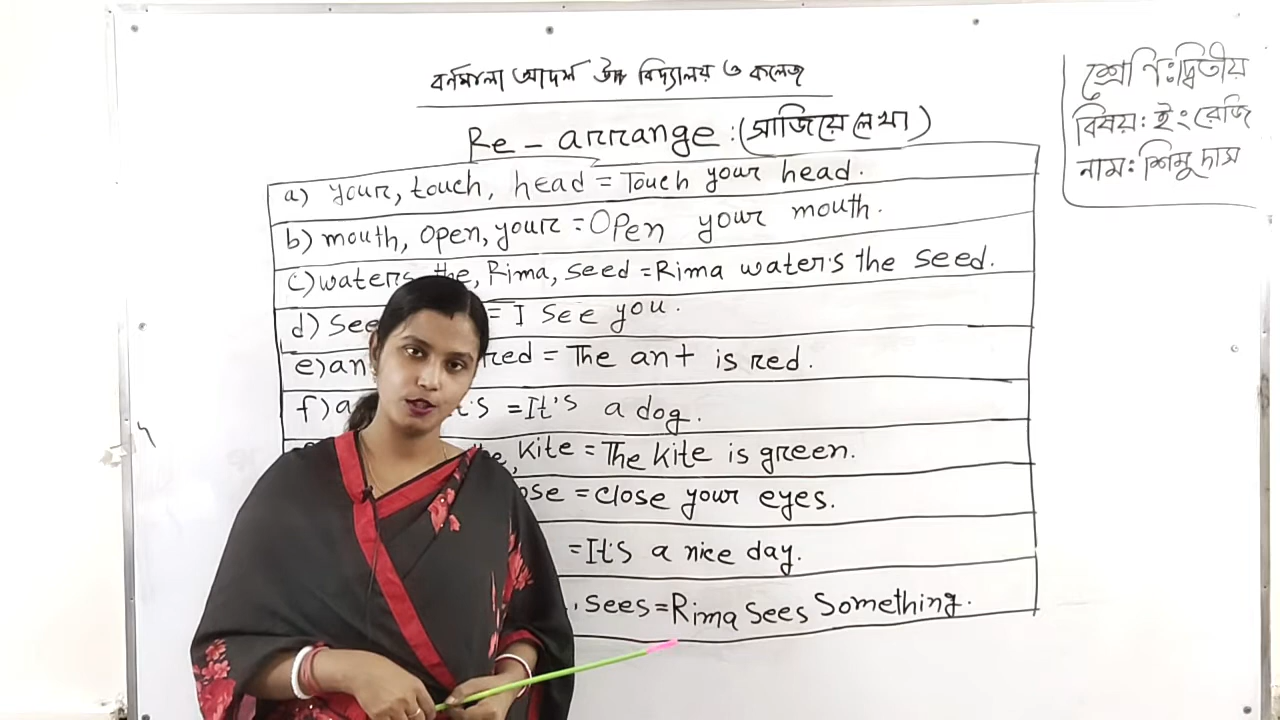 বর্নমালা আদর্শ উচ্চ বিদ্যালয় ও কলেজ
শ্রেণি: দ্বিতীয়
বিষয়: ইংরেজি
নাম: শিমু দাস
Re - arrange: (সাজিয়ে লেখা)
a) your, touch, head = Touch your head.
b) mouth, open, your = Open your mouth.
c) waters, the, Rima, seed = Rima waters the seed.
d) See = I see you.
e) an red = The ant is red.
f) a = It's a dog.
Kite = The kite is green.
= Close your eyes.
= It's a nice day.
sees = Rima sees something.